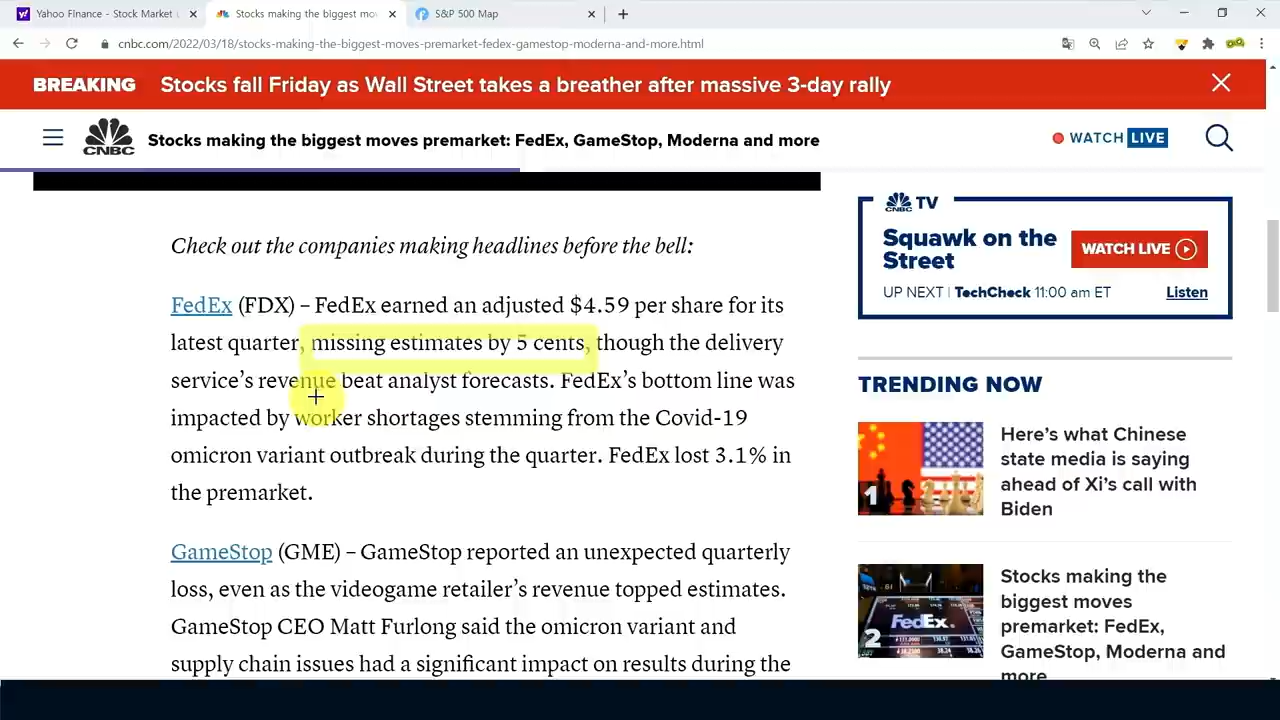 Yahoo Finance - Stock Market
Stocks making the biggest mo
S&P 500 Map
cnbc.com/2022/03/18/stocks-making-the-biggest-moves-premarket-fedex-gamestop-moderna-and-more.html
BREAKING Stocks fall Friday as Wall Street takes a breather after massive 3-day rally
CNBC
Stocks making the biggest moves premarket: FedEx, GameStop, Moderna and more
WATCH LIVE
Check out the companies making headlines before the bell:
FedEx (FDX) – FedEx earned an adjusted $4.59 per share for its
latest quarter, missing estimates by 5 cents, though the delivery
service’s revenue beat analyst forecasts. FedEx’s bottom line was
impacted by worker shortages stemming from the Covid-19
omicron variant outbreak during the quarter. FedEx lost 3.1% in
the premarket.
GameStop (GME) – GameStop reported an unexpected quarterly
loss, even as the videogame retailer’s revenue topped estimates.
GameStop CEO Matt Furlong said the omicron variant and
supply chain issues had a significant impact on results during the
CNBC TV
Squawk on the
Street
WATCH LIVE
UP NEXT | TechCheck 11:00 am ET
Listen
TRENDING NOW
1
Here’s what Chinese
state media is saying
ahead of Xi’s call with
Biden
FedEx
2
Stocks making the
biggest moves
premarket: FedEx,
GameStop, Moderna and
more